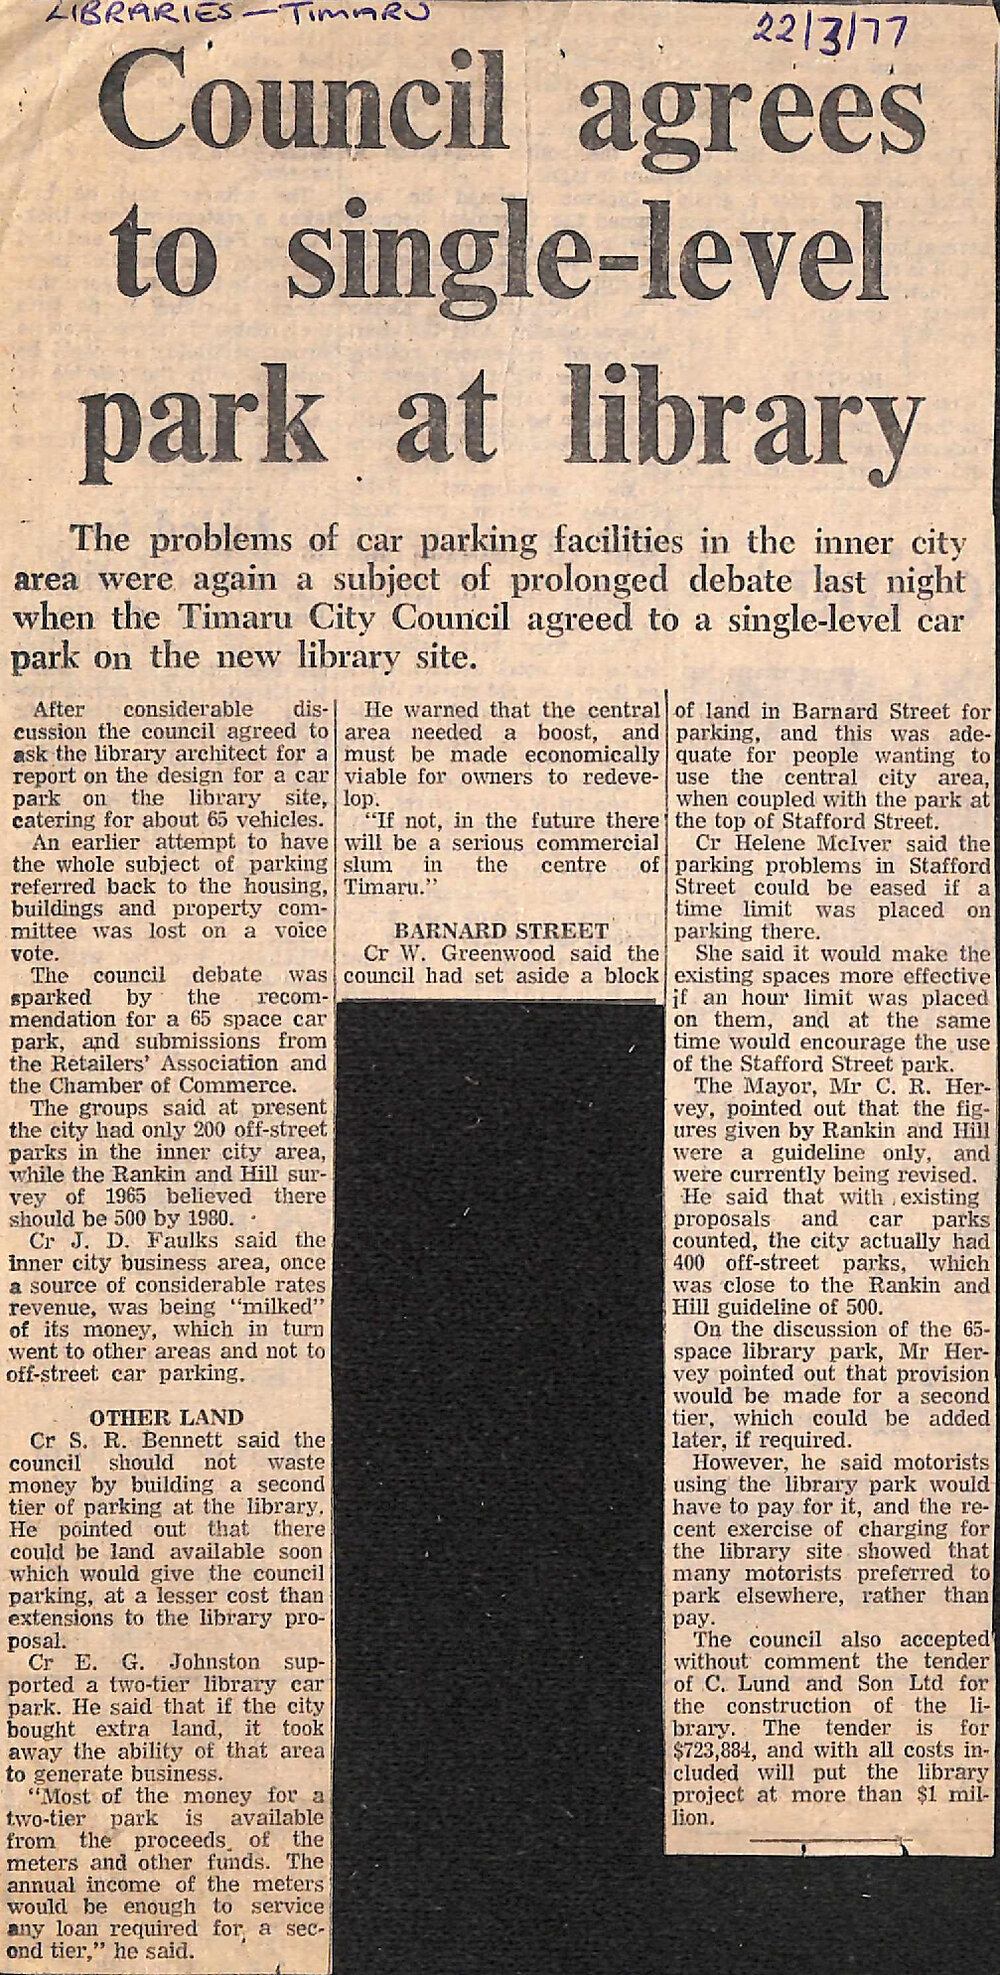 LIBRARIES - TIMARU
22/3/77
Council agrees
to single-level
park at library
The problems of car parking facilities in the inner city
area were again a subject of prolonged debate last night
when the Timaru City Council agreed to a single-level car
park on the new library site.
After considerable dis-
cussion the council agreed to
ask the library architect for a
report on the design for a car
park on the library site,
catering for about 65 vehicles.
An earlier attempt to have
the whole subject of parking
referred back to the housing,
buildings and property com-
mittee was lost on a voice
vote.
The council debate was
sparked by the recom-
mendation for a 65 space car
park, and submissions from
the Retailers' Association and
the Chamber of Commerce.
The groups said at present
the city had only 200 off-street
parks in the inner city area,
while the Rankin and Hill sur-
vey of 1965 believed there
should be 500 by 1980.
Cr J. D. Faulks said the
inner city business area, once
a source of considerable rates
revenue, was being "milked"
of its money, which in turn
went to other areas and not to
off-street car parking.
OTHER LAND
Cr S. R. Bennett said the
council should not waste
money by building a second
tier of parking at the library.
He pointed out that there
could be land available soon
which would give the council
parking, at a lesser cost than
extensions to the library pro-
posal.
Cr E. G. Johnston sup-
ported a two-tier library car
park. He said that if the city
bought extra land, it took
away the ability of that area
to generate business.
"Most of the money for a
two-tier park is available
from the proceeds of the
meters and other funds. The
annual income of the meters
would be enough to service
any loan required for a sec-
ond tier," he said.
He warned that the central
area needed a boost, and
must be made economically
viable for owners to redeve-
lop.
"If not, in the future there
will be a serious commercial
slum in the centre of
Timaru."
BARNARD STREET
Cr W. Greenwood said the
council had set aside a block
of land in Barnard Street for
parking, and this was ade-
quate for people wanting to
use the central city area,
when coupled with the park at
the top of Stafford Street.
Cr Helene McIver said the
parking problems in Stafford
Street could be eased if a
time limit was placed on
parking there.
She said it would make the
existing spaces more effective
if an hour limit was placed
on them, and at the same
time would encourage the use
of the Stafford Street park.
The Mayor, Mr C. R. Her-
vey, pointed out that the fig-
ures given by Rankin and Hill
were a guideline only, and
were currently being revised.
He said that with existing
proposals and car parks
counted, the city actually had
400 off-street parks, which
was close to the Rankin and
Hill guideline of 500.
On the discussion of the 65-
space library park, Mr Her-
vey pointed out that provision
would be made for a second
tier, which could be added
later, if required.
However, he said motorists
using the library park would
have to pay for it, and the re-
cent exercise of charging for
the library site showed that
many motorists preferred to
park elsewhere, rather than
pay.
The council also accepted
without comment the tender
of C. Lund and Son Ltd for
the construction of the li-
brary. The tender is for
$723,884, and with all costs in-
cluded will put the library
project at more than $1 mil-
lion.